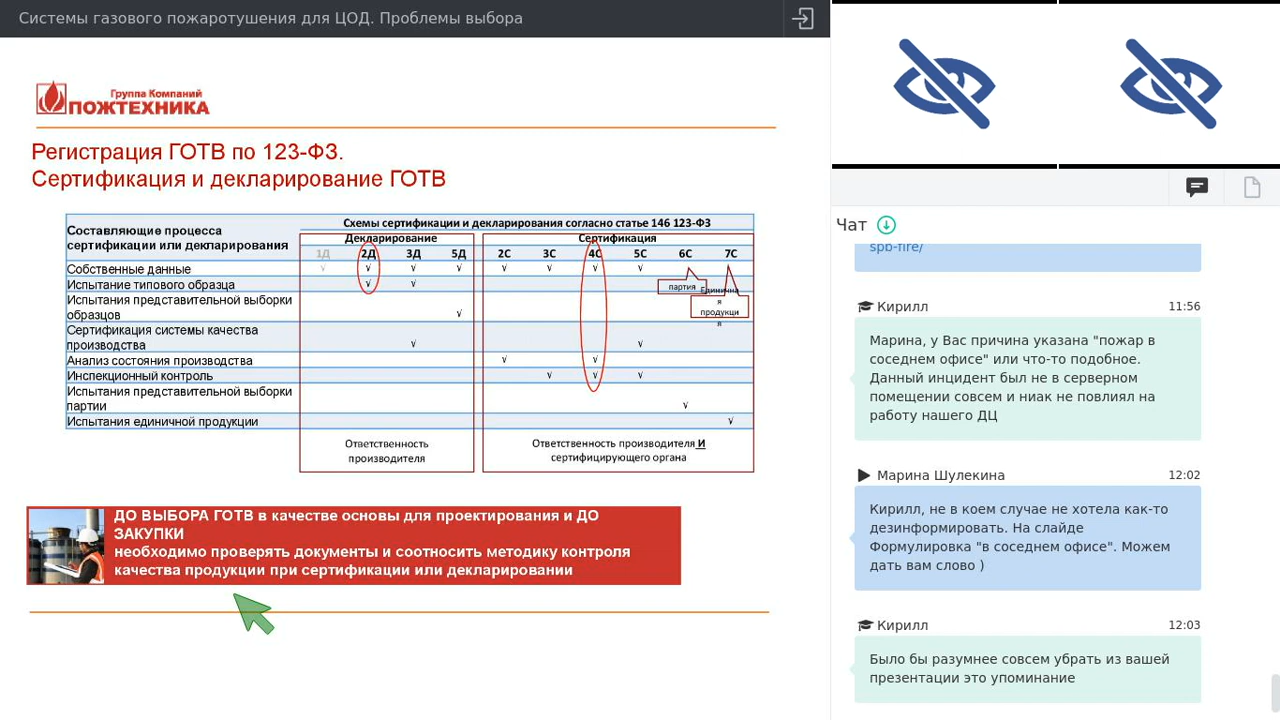 Системы газового пожаротушения для ЦОД. Проблемы выбора
Группа Компаний
ПОЖТЕХНИКА
Регистрация ГОТВ по 123-ФЗ.
Сертификация и декларирование ГОТВ
Составляющие процесса
сертификации или декларирования
Схемы сертификации и декларирования согласно статье 146 123-ФЗ
Декларирование
Сертификация
1Д 2Д 3Д 5Д 2С 3С 4С 5С 6С 7С
Собственные данные √ √ √ √ √ √ √ √
Испытание типового образца √ √
Испытания представительной выборки
образцов √
Сертификация системы качества
производства √ √
Анализ состояния производства √ √
Инспекционный контроль √ √ √
Испытания представительной выборки
партии √
Испытания единичной продукции √
партия
Единична
я
продукци
я
Ответственность
производителя
Ответственность производителя И
сертифицирующего органа
ДО ВЫБОРА ГОТВ в качестве основы для проектирования и ДО
ЗАКУПКИ
необходимо проверять документы и соотносить методику контроля
качества продукции при сертификации или декларировании
Чат
spb-fire/
Кирилл 11:56
Марина, у Вас причина указана "пожар в
соседнем офисе" или что-то подобное.
Данный инцидент был не в серверном
помещении совсем и ниак не повлиял на
работу нашего ДЦ
Марина Шулекина 12:02
Кирилл, не в коем случае не хотела как-то
дезинформировать. На слайде
Формулировка "в соседнем офисе". Можем
дать вам слово )
Кирилл 12:03
Было бы разумнее совсем убрать из вашей
презентации это упоминание